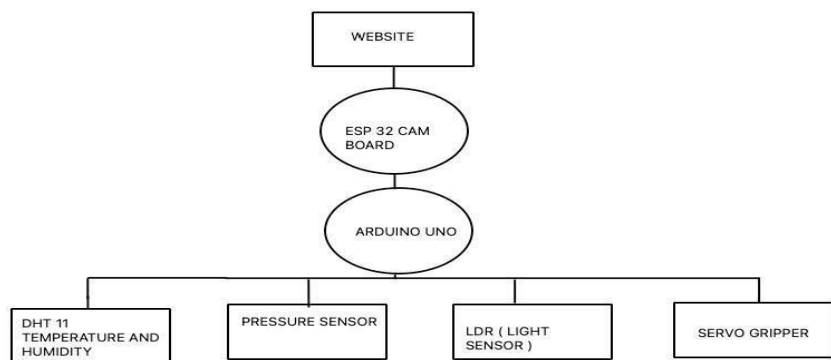 WEBSITE
ESP 32 CAM
BOARD
ARDUINO UNO
DHT 11
TEMPERATURE AND
HUMIDITY
PRESSURE SENSOR
LDR ( LIGHT
SENSOR )
SERVO GRIPPER